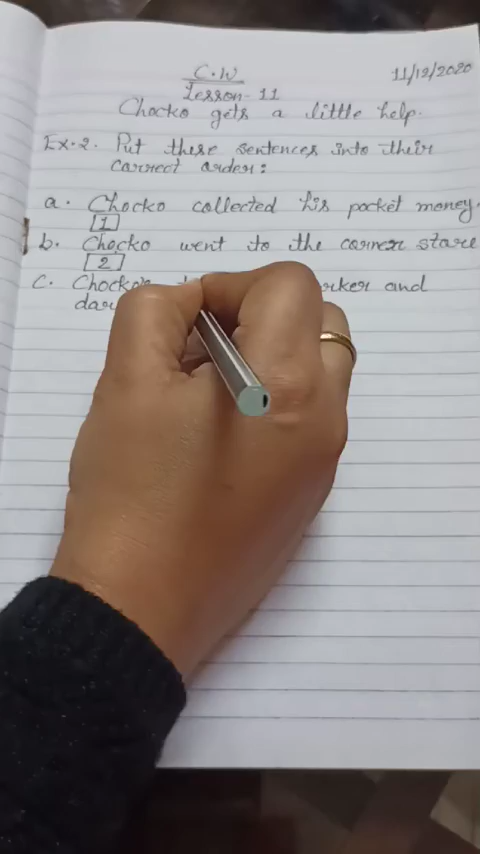 C.W
11/12/2020
Lesson-11
Chocko gets a little help.
Ex.2. Put these sentences into their
correct order:
a. Chocko collected his pocket money.
1
b. Chocko went to the corner store
2
c. and